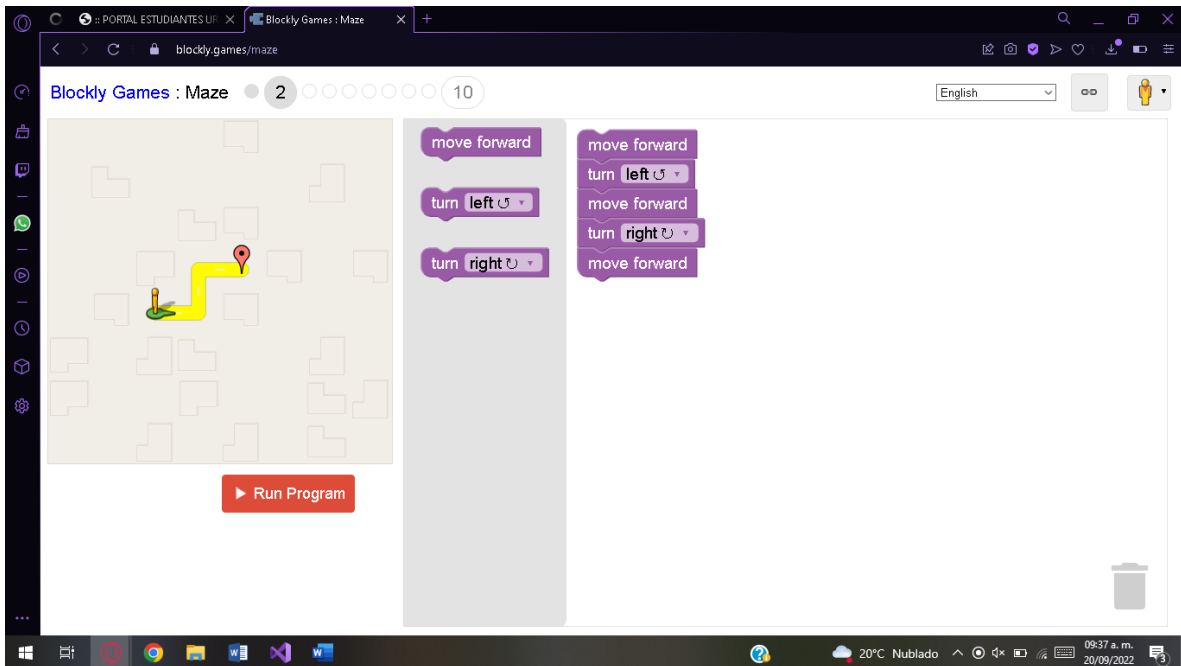 :: PORTAL ESTUDIANTES UR
Blockly Games : Maze
blockly.games/maze
Blockly Games : Maze 2 10
English
move forward
turn left
turn right
move forward
turn left
move forward
turn right
move forward
Run Program
20°C Nublado
09:37 a. m.
20/09/2022
3